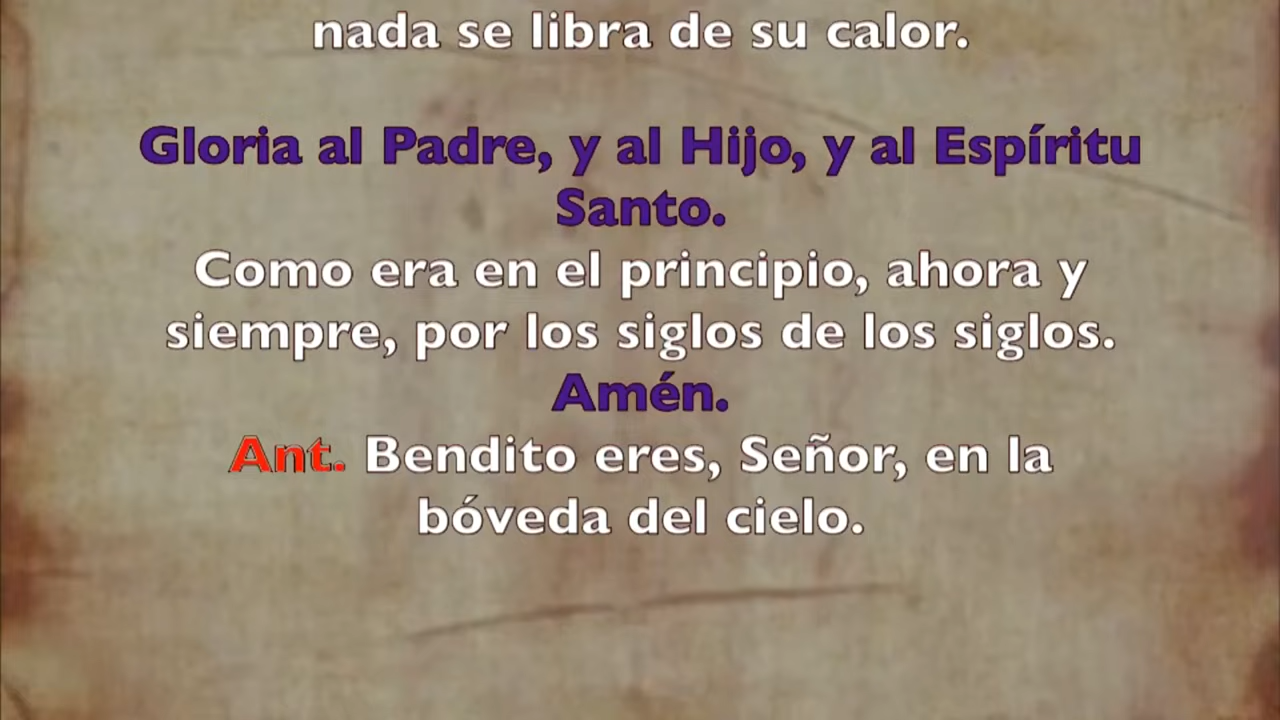 nada se libra de su calor.
Gloria al Padre, y al Hijo, y al Espíritu
Santo.
Como era en el principio, ahora y
siempre, por los siglos de los siglos.
Amén.
Ant. Bendito eres, Señor, en la
bóveda del cielo.